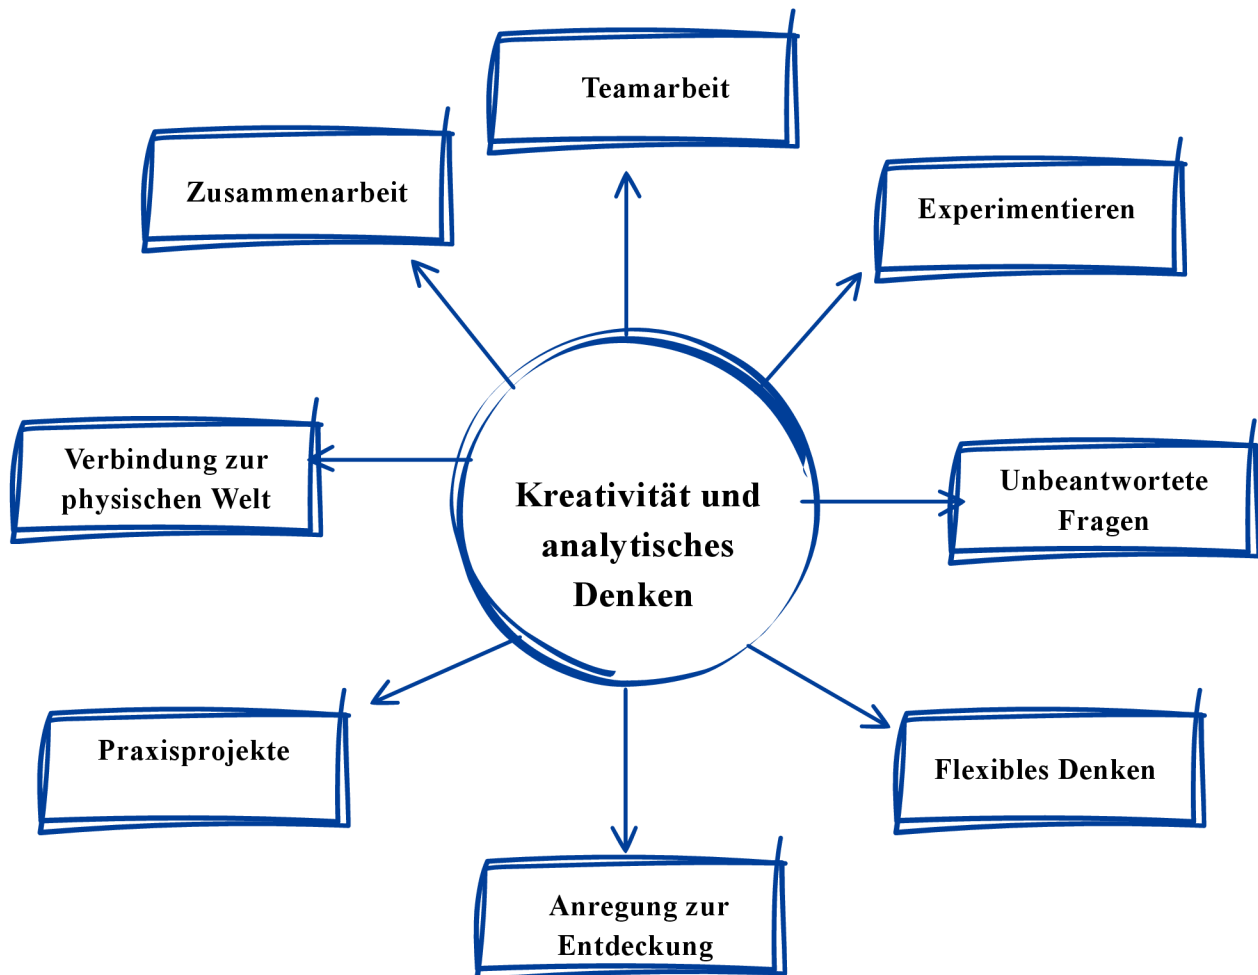 Teamarbeit
Zusammenarbeit
Experimentieren
Verbindung zur
physischen Welt
Unbeantwortete
Fragen
Kreativität und
analytisches
Denken
Praxisprojekte
Flexibles Denken
Anregung zur
Entdeckung